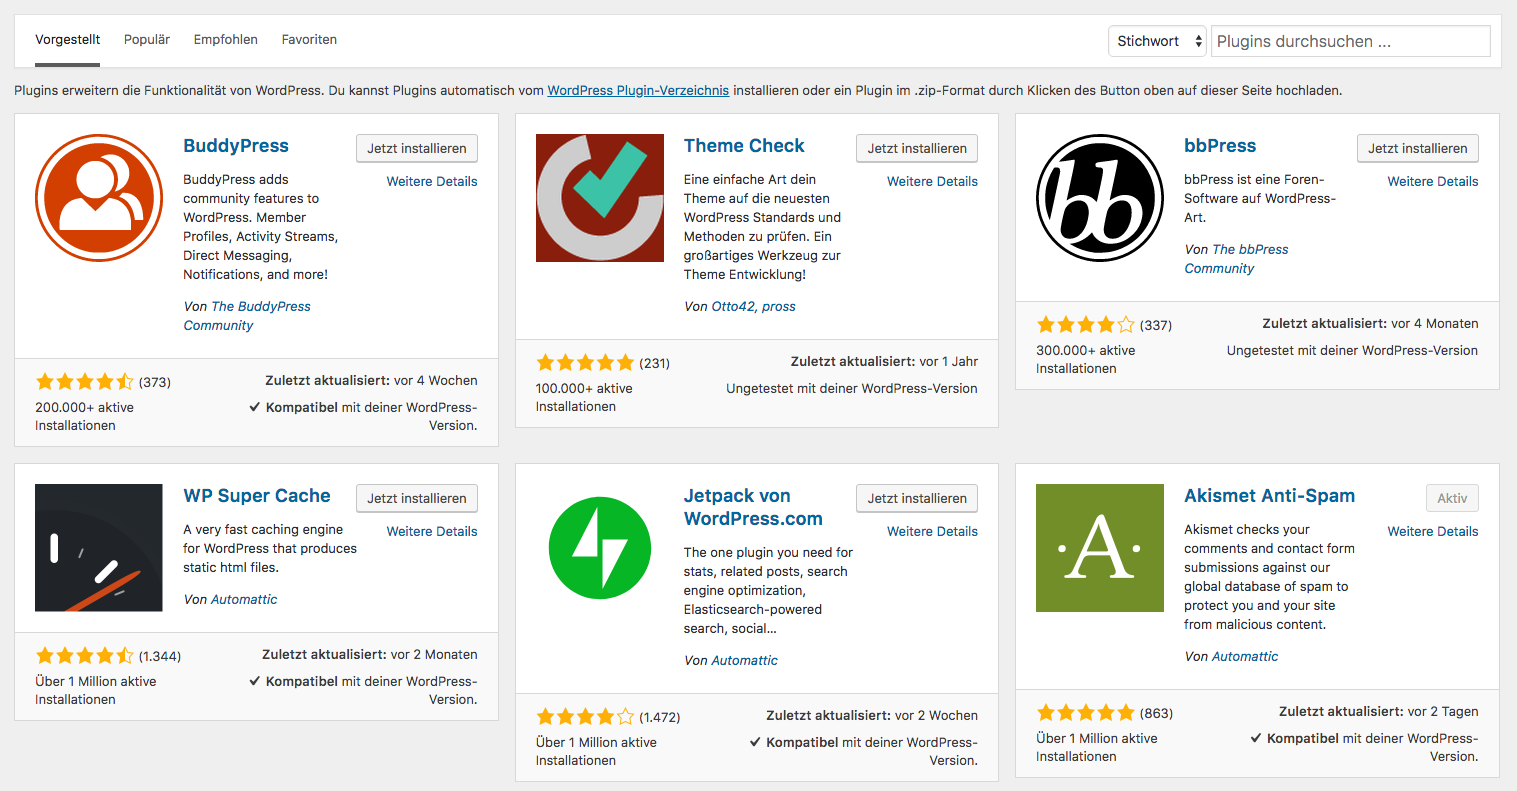 Vorgestellt Populär Empfohlen Favoriten Stichwort Plugins durchsuchen ...
Plugins erweitern die Funktionalität von WordPress. Du kannst Plugins automatisch vom WordPress Plugin-Verzeichnis installieren oder ein Plugin im .zip-Format durch Klicken des Button oben auf dieser Seite hochladen.
BuddyPress
Jetzt installieren
Weitere Details
BuddyPress adds
community features to
WordPress. Member
Profiles, Activity Streams,
Direct Messaging,
Notifications, and more!
Von The BuddyPress
Community
(373)
200.000+ aktive
Installationen
Zuletzt aktualisiert: vor 4 Wochen
✔ Kompatibel mit deiner WordPress-
Version.
Theme Check
Jetzt installieren
Weitere Details
Eine einfache Art dein
Theme auf die neuesten
WordPress Standards und
Methoden zu prüfen. Ein
großartiges Werkzeug zur
Theme Entwicklung!
Von Otto42, pross
(231)
100.000+ aktive
Installationen
Zuletzt aktualisiert: vor 1 Jahr
Ungetestet mit deiner WordPress-Version
bb
bbPress
Jetzt installieren
Weitere Details
bbPress ist eine Foren-
Software auf WordPress-
Art.
Von The bbPress
Community
(337)
300.000+ aktive
Installationen
Zuletzt aktualisiert: vor 4 Monaten
Ungetestet mit deiner WordPress-Version
WP Super Cache
Jetzt installieren
Weitere Details
A very fast caching engine
for WordPress that produces
static html files.
Von Automattic
(1.344)
Über 1 Million aktive
Installationen
Zuletzt aktualisiert: vor 2 Monaten
✔ Kompatibel mit deiner WordPress-
Version.
Jetpack von
WordPress.com
Jetzt installieren
Weitere Details
The one plugin you need for
stats, related posts, search
engine optimization,
Elasticsearch-powered
search, social...
Von Automattic
(1.472)
Über 1 Million aktive
Installationen
Zuletzt aktualisiert: vor 2 Wochen
✔ Kompatibel mit deiner WordPress-
Version.
·A·
Akismet Anti-Spam
Aktiv
Weitere Details
Akismet checks your
comments and contact form
submissions against our
global database of spam to
protect you and your site
from malicious content.
Von Automattic
(863)
Über 1 Million aktive
Installationen
Zuletzt aktualisiert: vor 2 Tagen
✔ Kompatibel mit deiner WordPress-
Version.